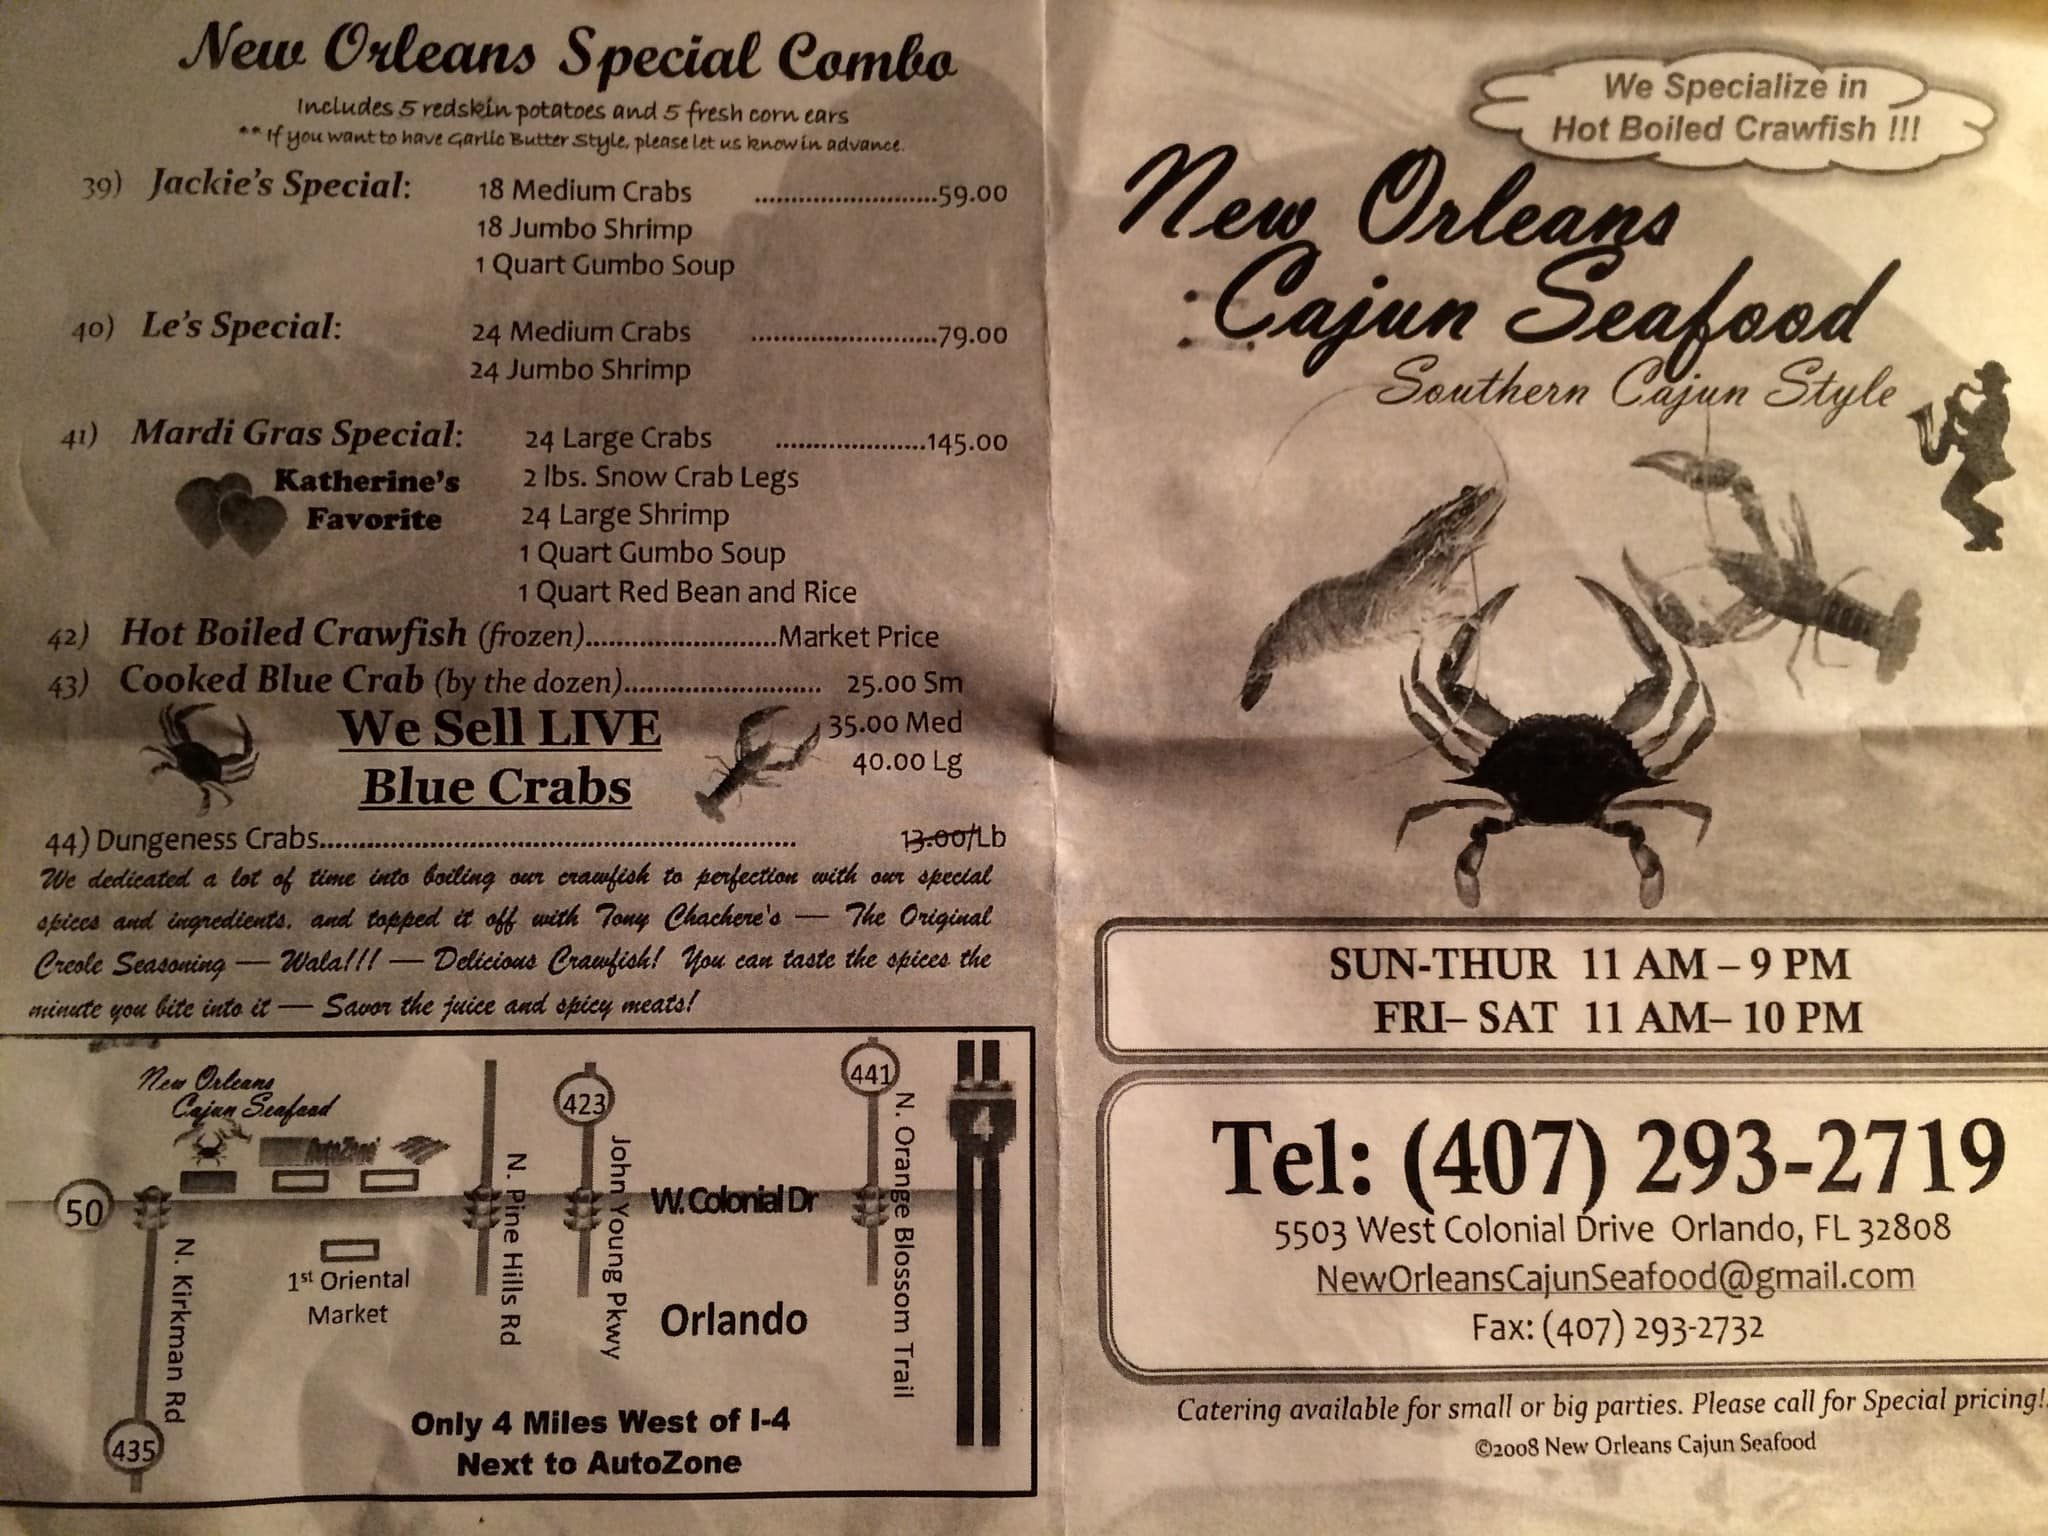 New Orleans Special Combo
Includes 5 redskin potatoes and 5 fresh corn ears
** If you want to have Garlic Butter Style, please let us know in advance.
39) Jackie's Special: 18 Medium Crabs .........................59.00
18 Jumbo Shrimp
1 Quart Gumbo Soup
40) Le's Special: 24 Medium Crabs .........................79.00
24 Jumbo Shrimp
41) Mardi Gras Special: 24 Large Crabs ....................145.00
Katherine's 2 lbs. Snow Crab Legs
Favorite 24 Large Shrimp
1 Quart Gumbo Soup
1 Quart Red Bean and Rice
42) Hot Boiled Crawfish (frozen).........................Market Price
43) Cooked Blue Crab (by the dozen)......................... 25.00 Sm
35.00 Med
40.00 Lg
We Sell LIVE
Blue Crabs
44) Dungeness Crabs............................................................. 13.00/Lb
We dedicated a lot of time into boiling our crawfish to perfection with our special
spices and ingredients, and topped it off with Tony Chachere's — The Original
Creole Seasoning — Wala!!! — Delicious Crawfish! You can taste the spices the
minute you bite into it — Savor the juice and spicy meats!
New Orleans
Cajun Seafood
AutoZone
50
N. Kirkman Rd
435
1st Oriental
Market
N. Pine Hills Rd
423
John Young Pkwy
W. Colonial Dr
441
N. Orange Blossom Trail
4
Orlando
Only 4 Miles West of I-4
Next to AutoZone
We Specialize in
Hot Boiled Crawfish !!!
New Orleans
Cajun Seafood
Southern Cajun Style
SUN-THUR 11 AM – 9 PM
FRI– SAT 11 AM– 10 PM
Tel: (407) 293-2719
5503 West Colonial Drive Orlando, FL 32808
NewOrleansCajunSeafood@gmail.com
Fax: (407) 293-2732
Catering available for small or big parties. Please call for Special pricing!
©2008 New Orleans Cajun Seafood